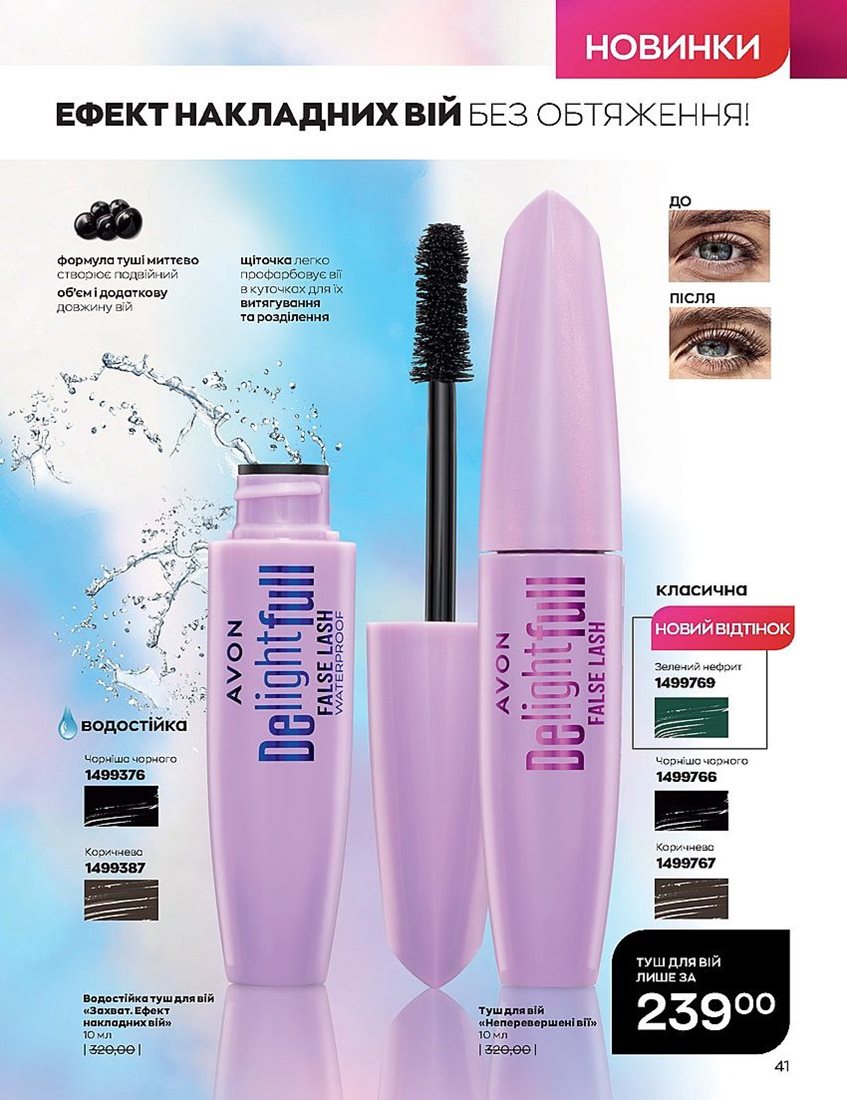 НОВИНКИ
ЕФЕКТ НАКЛАДНИХ ВІЙ БЕЗ ОБТЯЖЕННЯ!
формула туші миттєво
створює подвійний
об'єм і додаткову
довжину вій
щіточка легко
профарбовує вії
в куточках для їх
витягування
та розділення
ДО
ПІСЛЯ
AVON
Delightfull
FALSE LASH
WATERPROOF
AVON
Delightfull
FALSE LASH
ВОДОСТІЙКА
Чорніша чорного
1499376
Коричнева
1499387
КЛАСИЧНА
НОВИЙ ВІДТІНОК
Зелений нефрит
1499769
Чорніша чорного
1499766
Коричнева
1499767
Водостійка туш для вій
«Захват. Ефект
накладних вій»
10 мл
| 320,00 |
Туш для вій
«Неперевершені вії»
10 мл
| 320,00 |
ТУШ ДЛЯ ВІЙ
ЛИШЕ ЗА
239⁰⁰
41